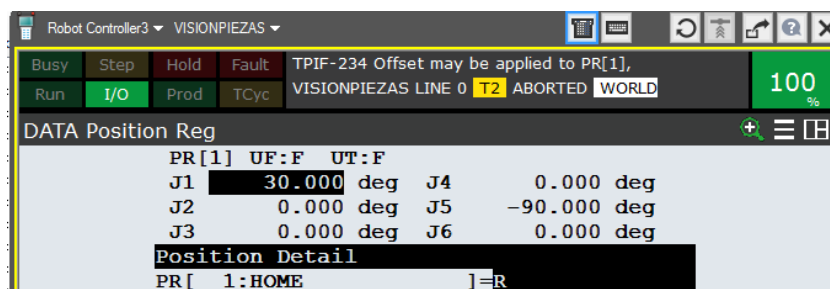 Robot Controller3 VISIONPIEZAS
Busy Step Hold Fault TPIF-234 Offset may be applied to PR[1],
Run I/O Prod TCyc VISIONPIEZAS LINE 0 T2 ABORTED WORLD
100
%
DATA Position Reg
PR[1] UF:F UT:F
J1 30.000 deg J4 0.000 deg
J2 0.000 deg J5 -90.000 deg
J3 0.000 deg J6 0.000 deg
Position Detail
PR[ 1:HOME ]=R